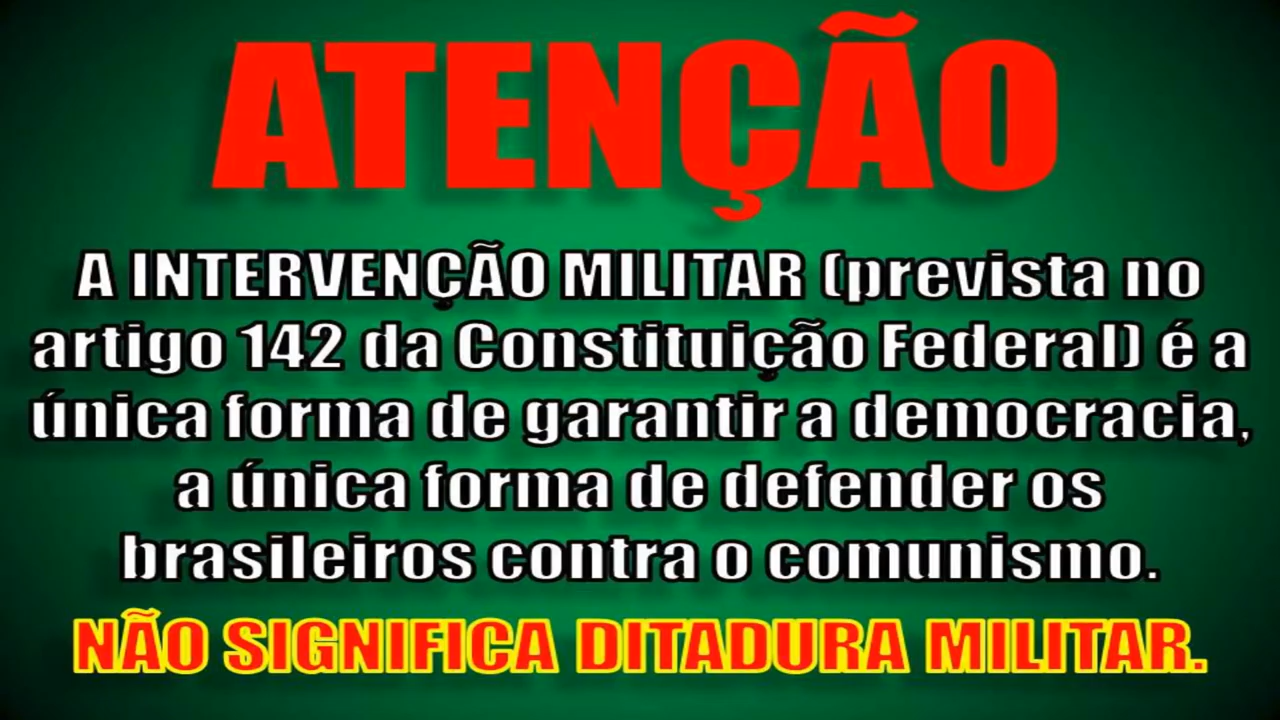 ATENÇÃO
A INTERVENÇÃO MILITAR (prevista no
artigo 142 da Constituição Federal) é a
única forma de garantir a democracia,
a única forma de defender os
brasileiros contra o comunismo.
NÃO SIGNIFICA DITADURA MILITAR.